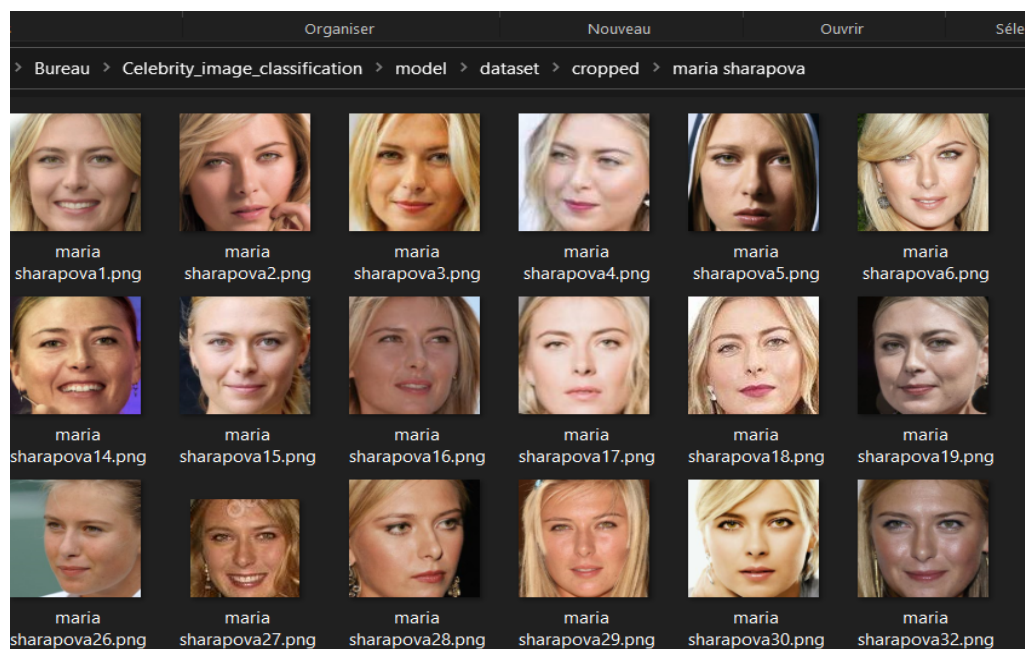 Organiser
Nouveau
Ouvrir
Séle
> Bureau > Celebrity_image_classification > model > dataset > cropped > maria sharapova
maria
sharapova1.png
maria
sharapova2.png
maria
sharapova3.png
maria
sharapova4.png
maria
sharapova5.png
maria
sharapova6.png
maria
sharapova14.png
maria
sharapova15.png
maria
sharapova16.png
maria
sharapova17.png
maria
sharapova18.png
maria
sharapova19.png
maria
sharapova26.png
maria
sharapova27.png
maria
sharapova28.png
maria
sharapova29.png
maria
sharapova30.png
maria
sharapova32.png